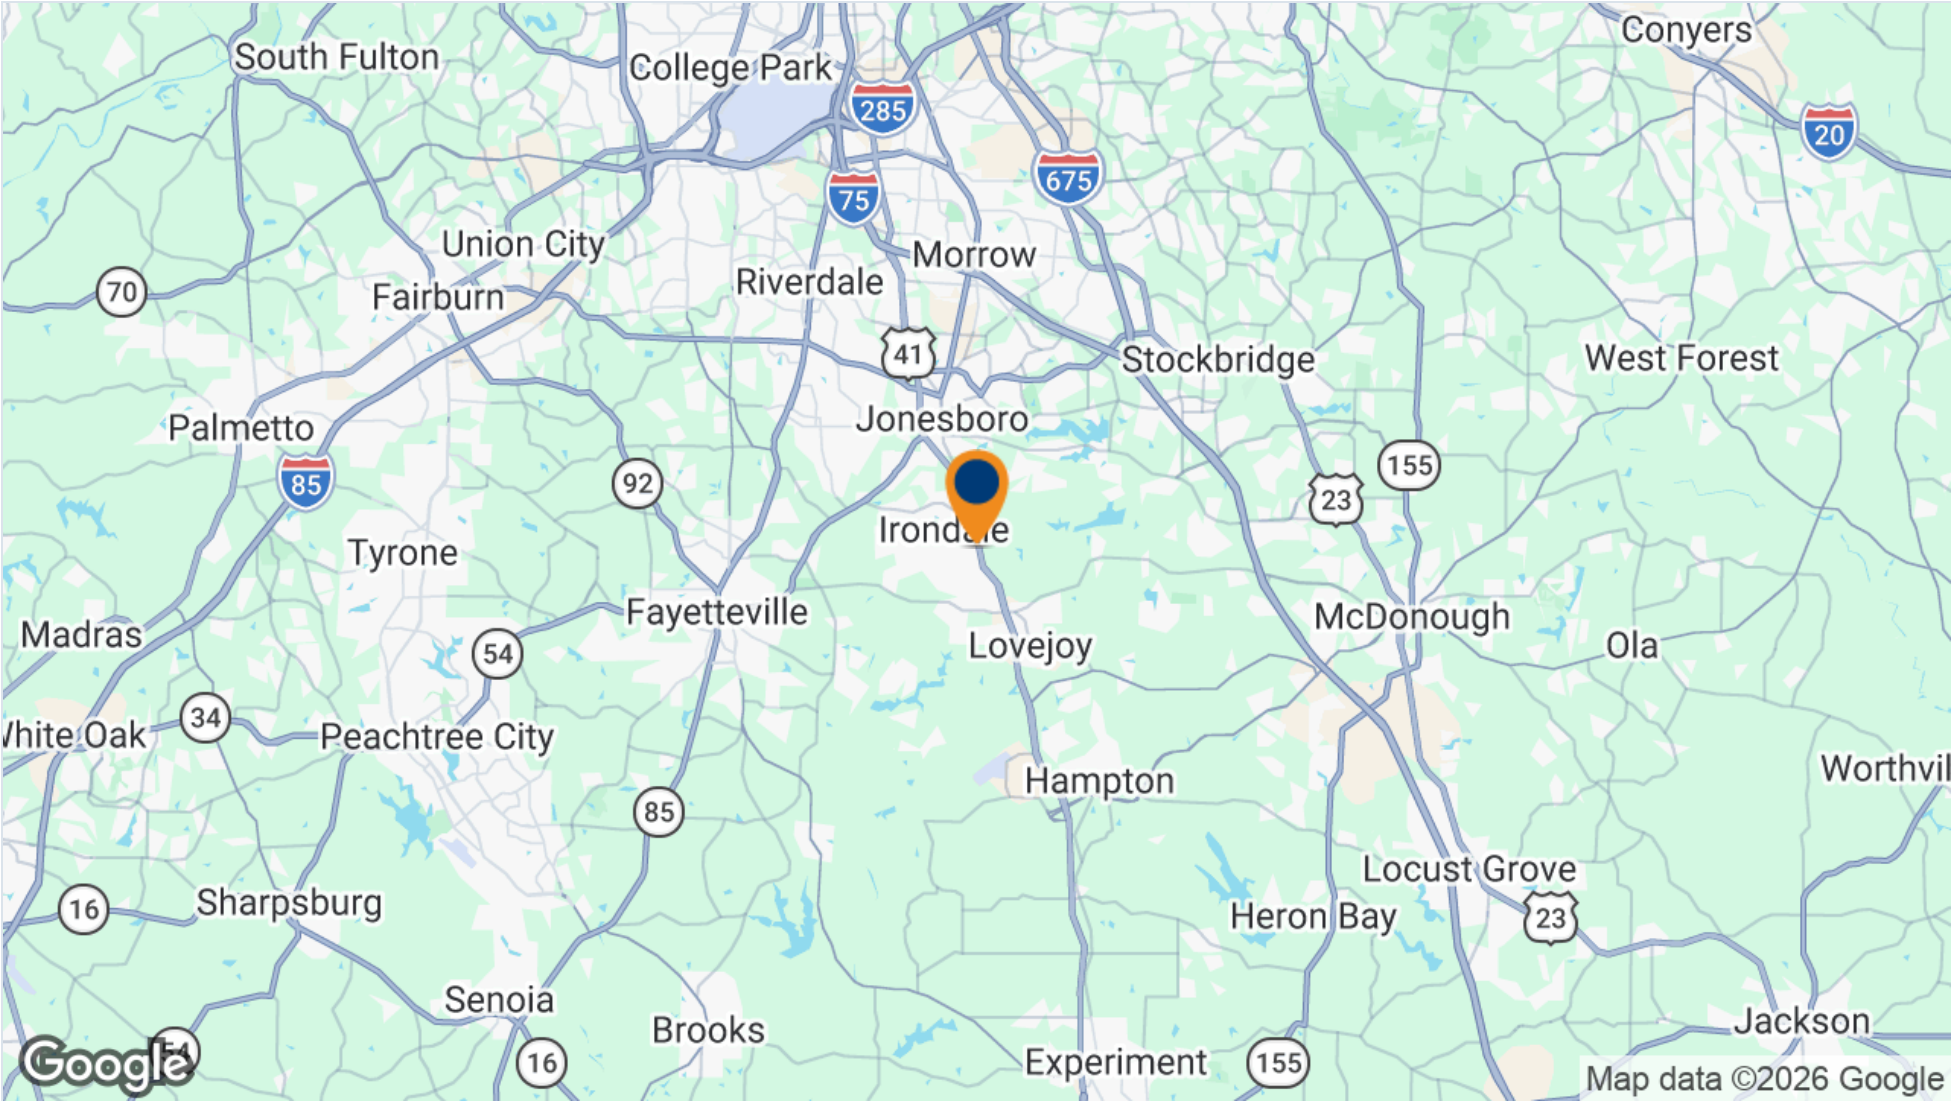 Conyers
South Fulton
College Park
285
20
675
75
Union City
Morrow
Riverdale
70
Fairburn
41
Stockbridge
West Forest
Jonesboro
Palmetto
155
85
92
23
Irondale
Tyrone
Fayetteville
McDonough
Madras
Lovejoy
Ola
54
34
White Oak
Peachtree City
Hampton
Worthvil
85
Locust Grove
Sharpsburg
16
Heron Bay
23
Senoia
Jackson
Brooks
54
Google
16
Experiment
155
Map data ©2026 Google